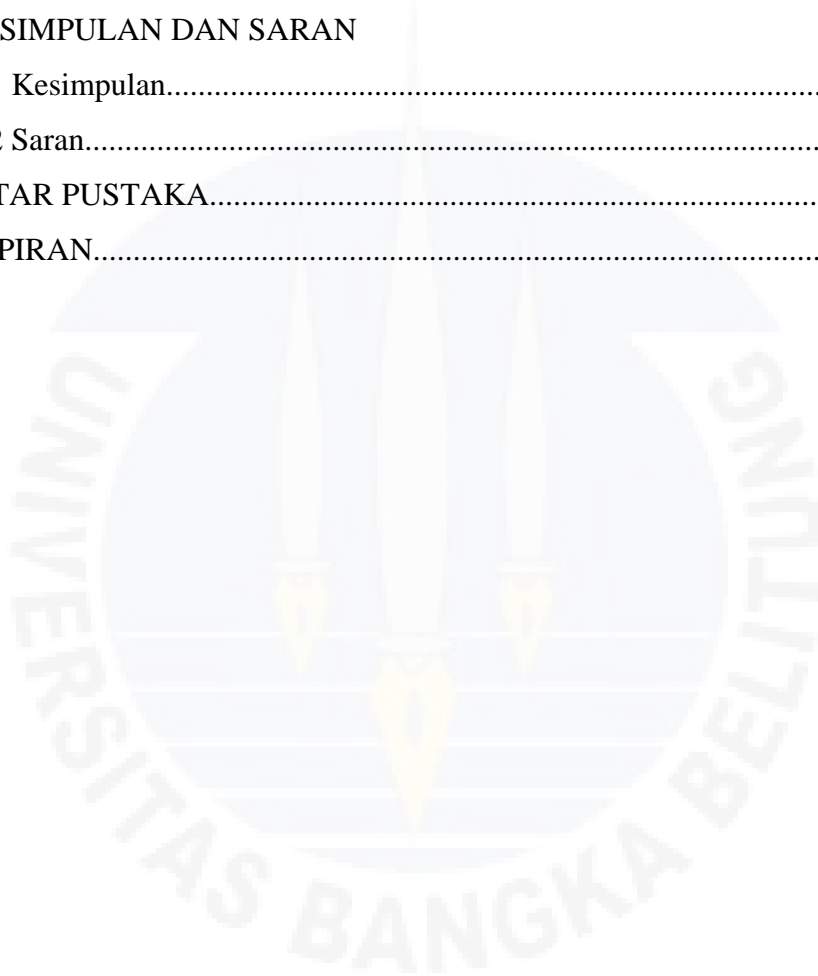 SIMPULAN DAN SARAN
Kesimpulan....................................................................................
2 Saran..............................................................................................
TAR PUSTAKA..............................................................................
PIRAN.............................................................................................
UNIVERSITAS BANGKA BELITUNG